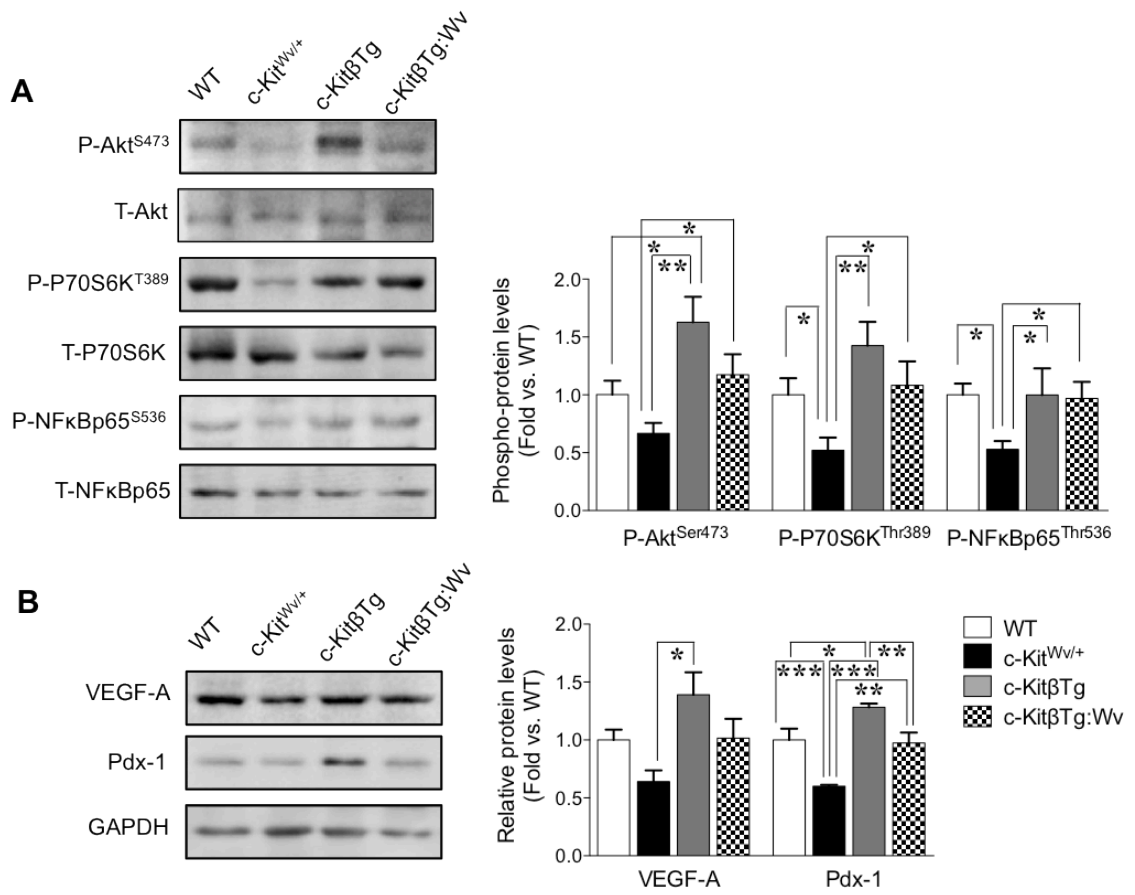 A
WT
c-Kit^Wv/+
c-KitβTg
c-KitβTg:Wv
P-Akt^S473
T-Akt
P-P70S6K^T389
T-P70S6K
P-NFκBp65^S536
T-NFκBp65
Phospho-protein levels
(Fold vs. WT)
2.0
1.5
1.0
0.5
0.0
* * **
* * **
* * *
P-Akt^Ser473
P-P70S6K^Thr389
P-NFκBp65^Thr536
B
WT
c-Kit^Wv/+
c-KitβTg
c-KitβTg:Wv
VEGF-A
Pdx-1
GAPDH
Relative protein levels
(Fold vs. WT)
2.0
1.5
1.0
0.5
0.0
*
* **
*** ***
**
VEGF-A
Pdx-1
WT
c-Kit^Wv/+
c-KitβTg
c-KitβTg:Wv